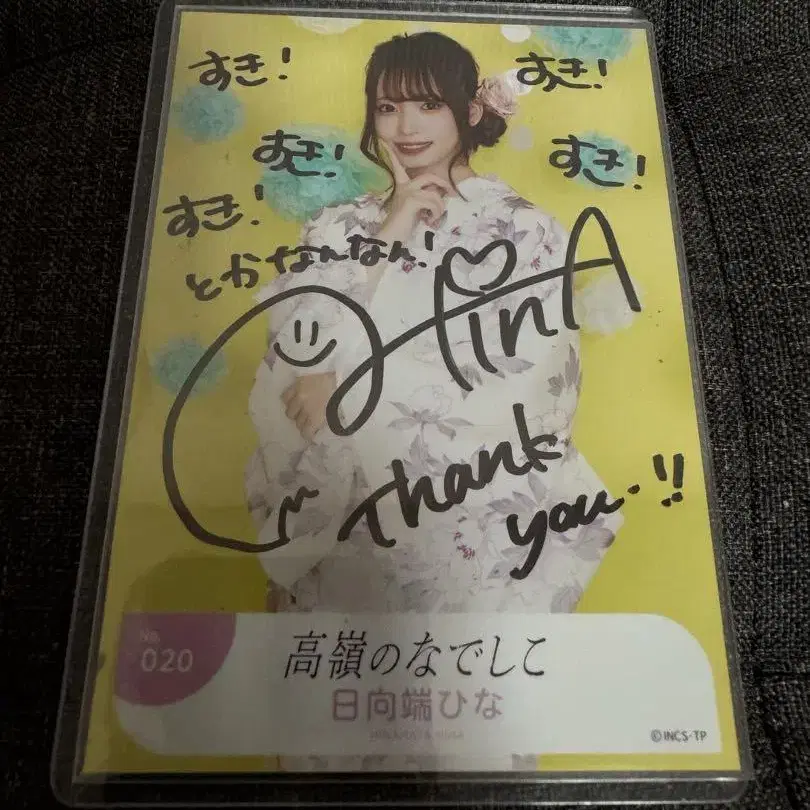 すき!
すき!
すき!
すき!
すき!
とかなんなん!
HinA
Thank
you!!
No.
020
高嶺のなでしこ
日向端ひな
©INCS-TP